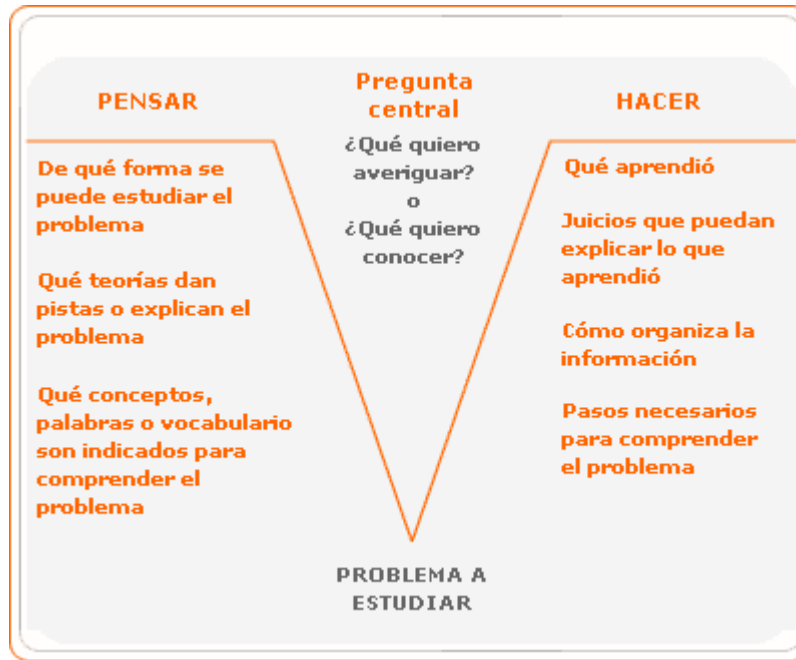 PENSAR
De qué forma se
puede estudiar el
problema
Qué teorías dan
pistas o explican el
problema
Qué conceptos,
palabras o vocabulario
son indicados para
comprender el
problema
Pregunta
central
¿Qué quiero
averiguar?
o
¿Qué quiero
conocer?
HACER
Qué aprendió
Juicios que puedan
explicar lo que
aprendió
Cómo organiza la
información
Pasos necesarios
para comprender
el problema
PROBLEMA A
ESTUDIAR